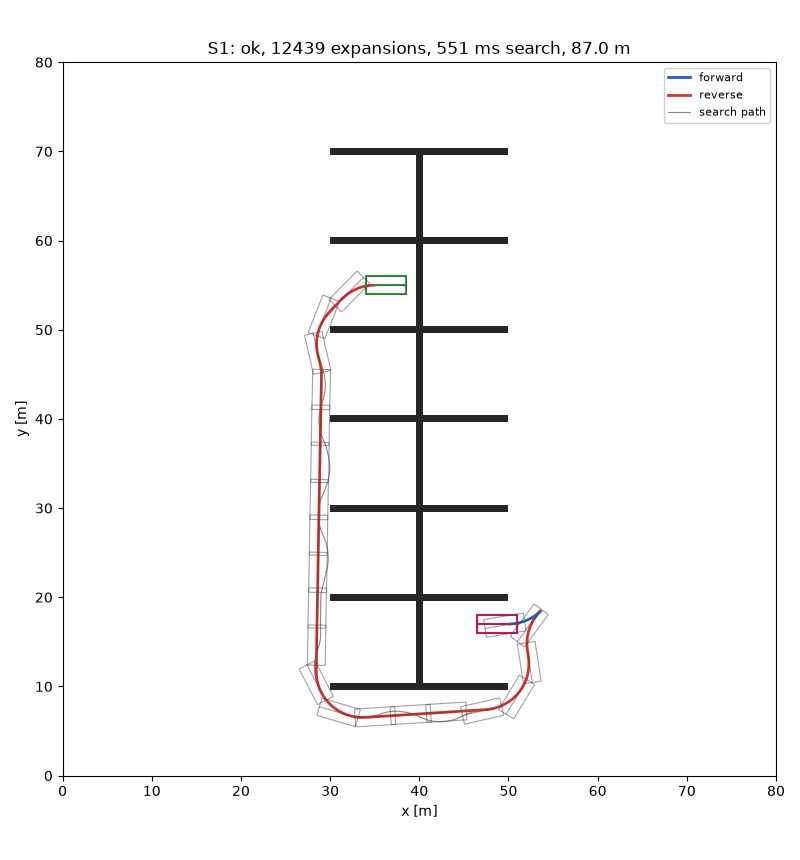 S1: ok, 12439 expansions, 551 ms search, 87.0 m
forward
reverse
search path
80
70
60
50
40
30
20
10
0
y [m]
0 10 20 30 40 50 60 70 80
x [m]